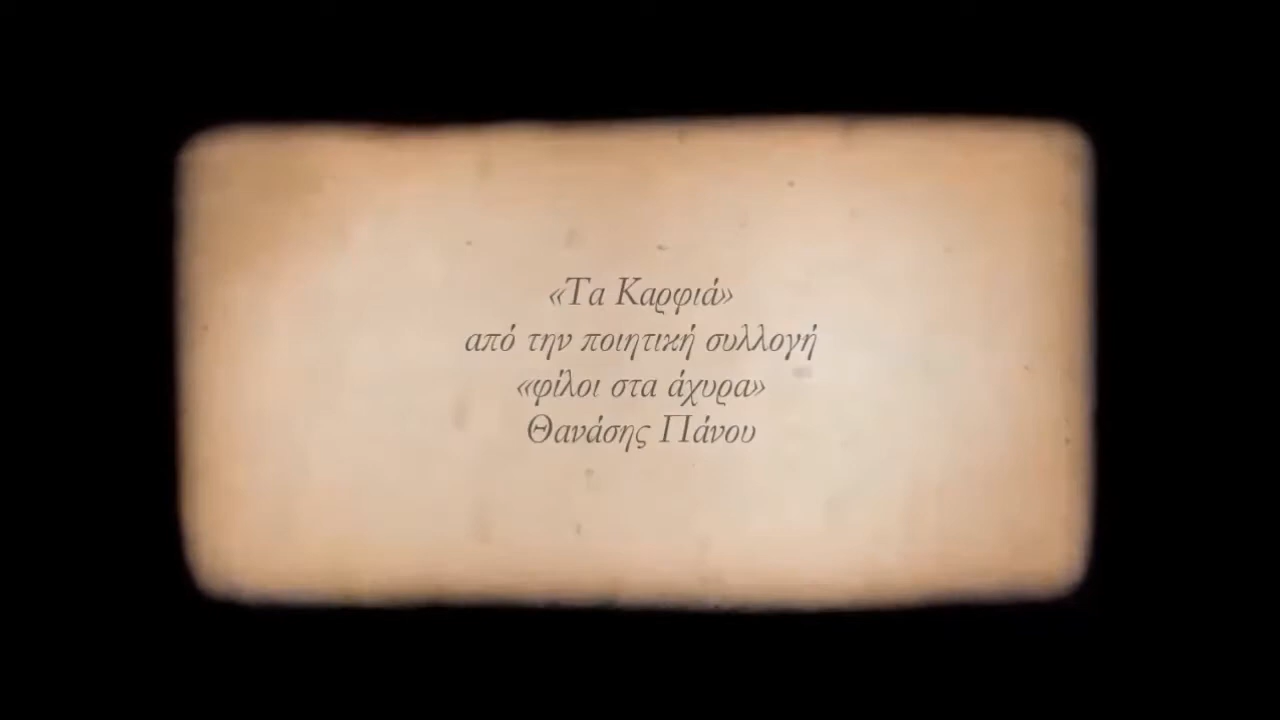 «Τα Καρφιά»
από την ποιητική συλλογή
«φίλοι στα άχυρα»
Θανάσης Πάνου